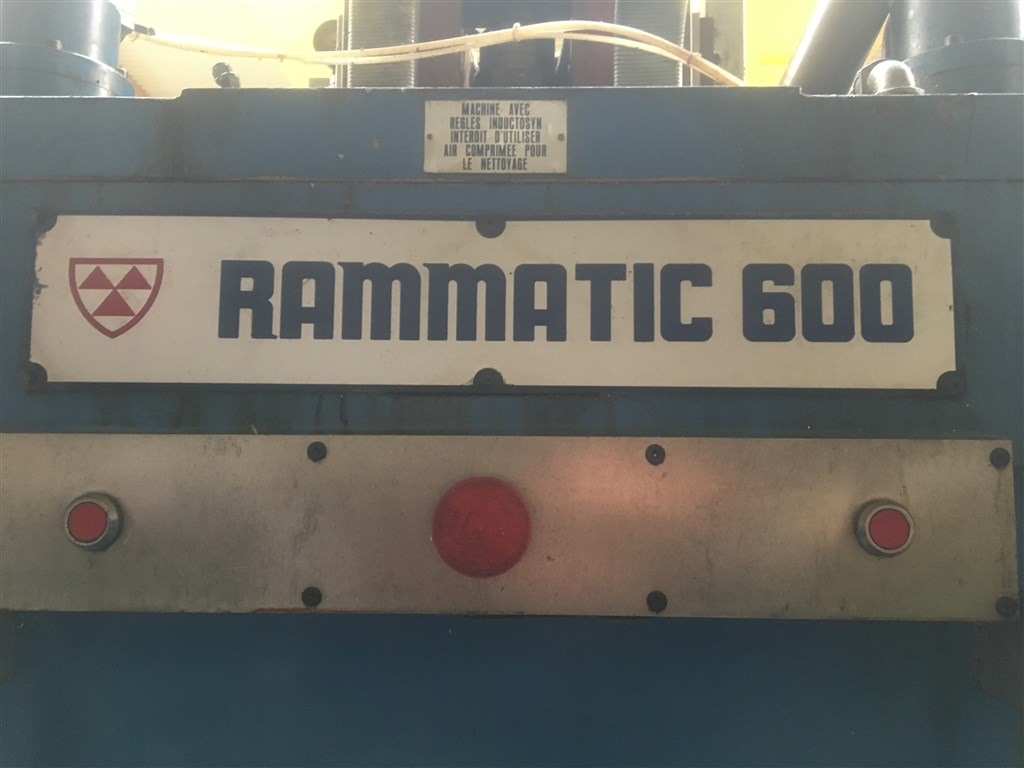 MACHINE AVEC
REGLES INDUCTOSYN
INTERDIT D'UTILISER
AIR COMPRIMEE POUR
LE NETTOYAGE
RAMMATIC 600